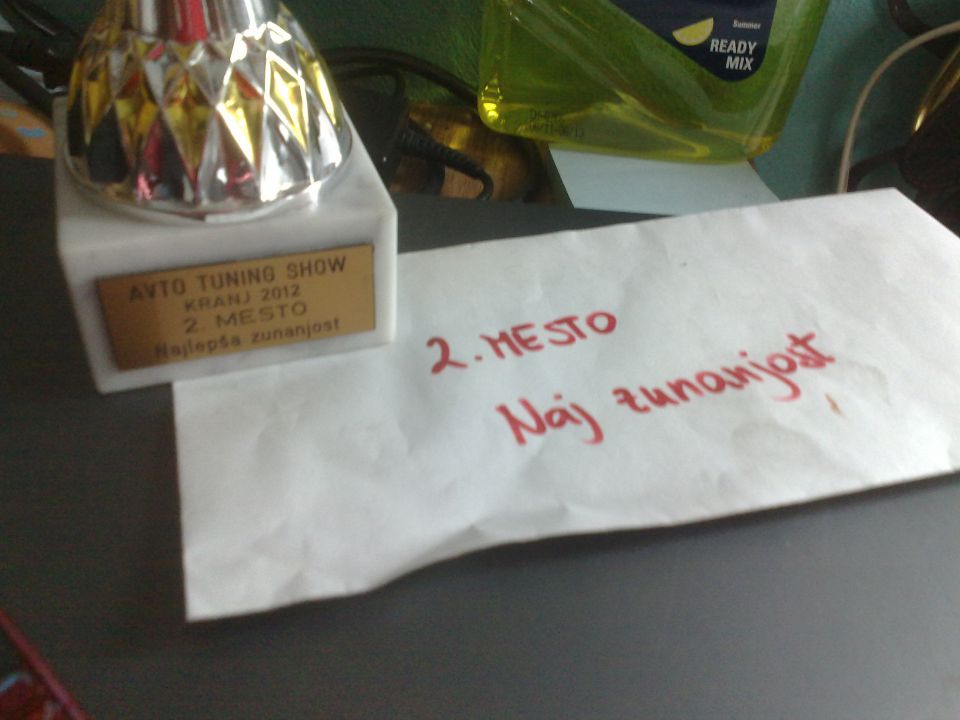 AVTO TUNING SHOW
KRANJ 2012
2. MESTO
Najlepša zunanjost
2. MESTO
Naj zunanjost
Summer
READY
MIX